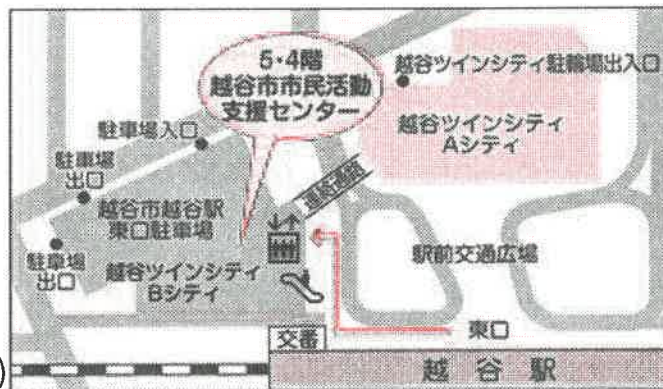 5・4階
越谷市市民活動
支援センター
越谷ツインシティ駐輪場出入口
越谷ツインシティ
Aシティ
駐車場入口
駐車場
出口
連絡通路
越谷市越谷駅
東口駐車場
駐車場
出口
越谷ツインシティ
Bシティ
駅前交通広場
交番
東口
越谷駅